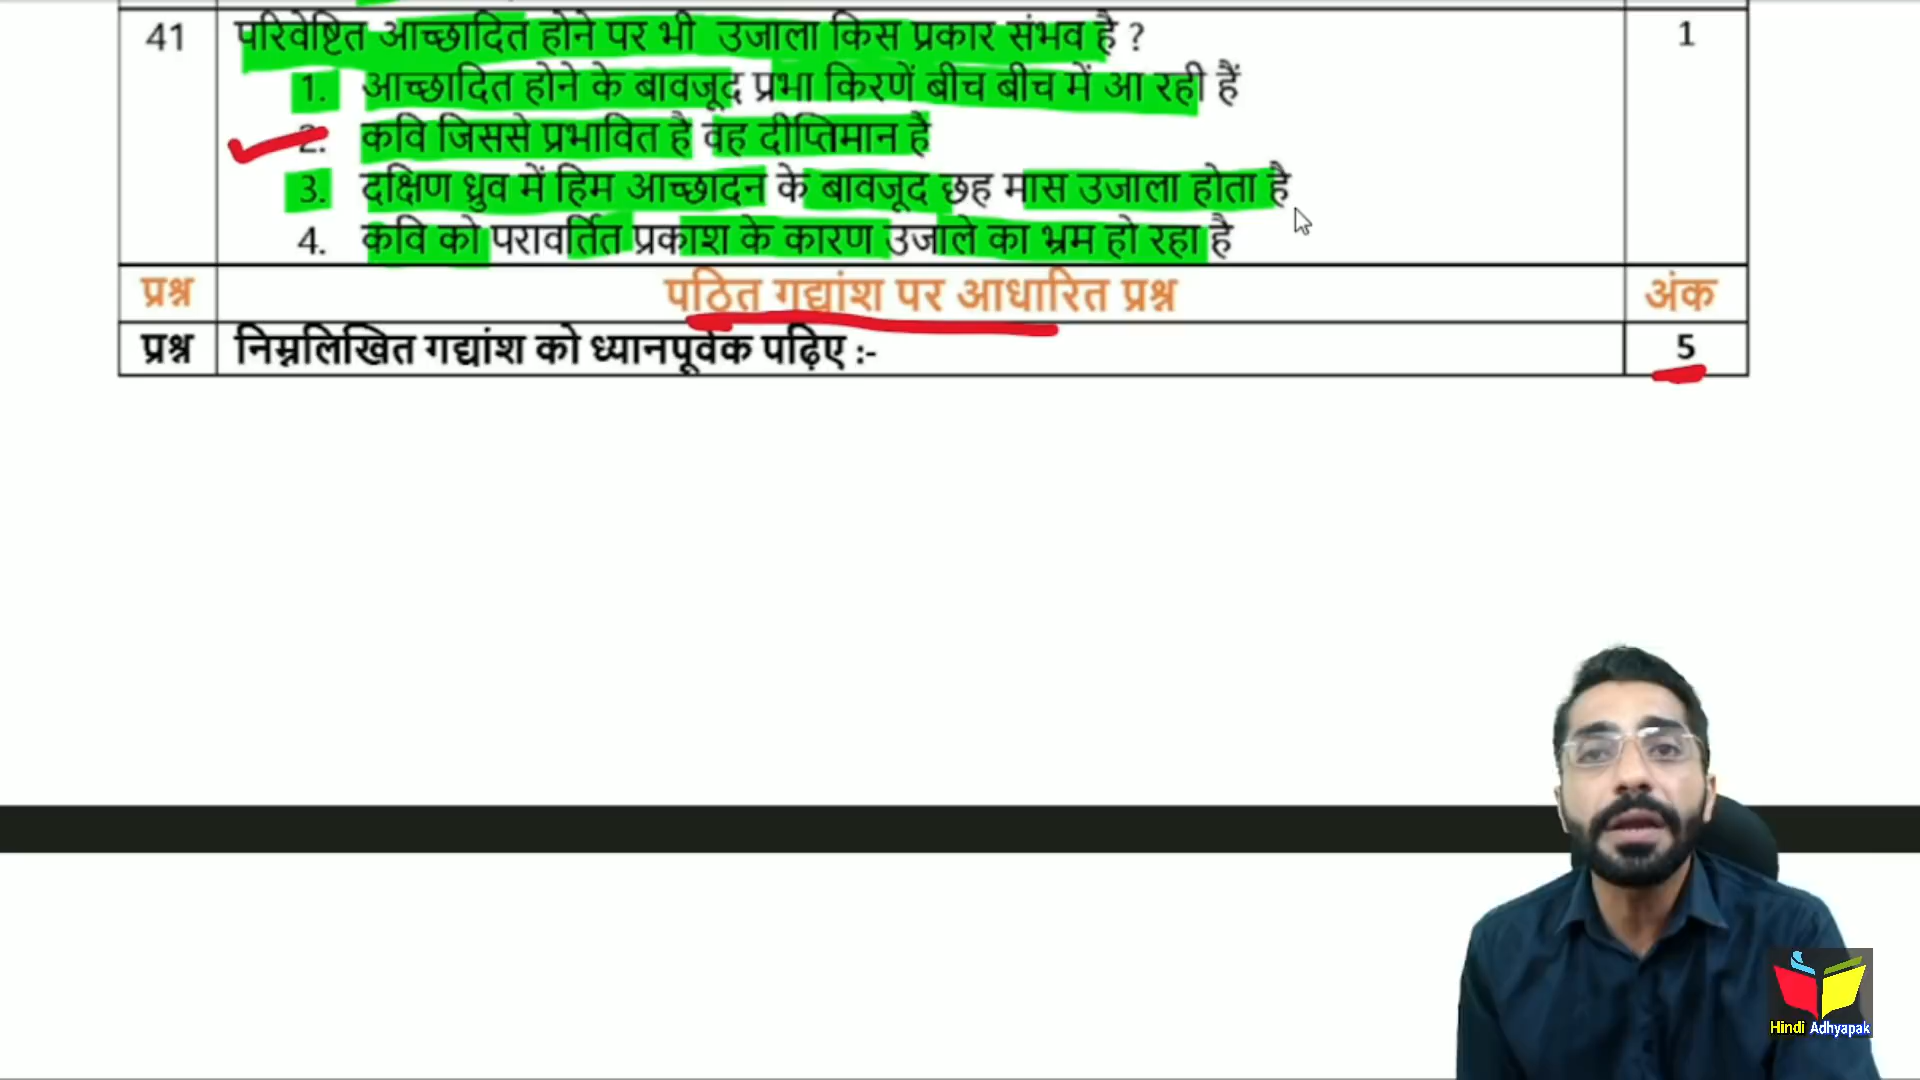 41 परिवेष्टित आच्छादित होने पर भी उजाला किस प्रकार संभव है ? 1
1. आच्छादित होने के बावजूद प्रभा किरणें बीच बीच में आ रही हैं
2. कवि जिससे प्रभावित है वह दीप्तिमान है
3. दक्षिण ध्रुव में हिम आच्छादन के बावजूद छह मास उजाला होता है
4. कवि को परावर्तित प्रकाश के कारण उजाले का भ्रम हो रहा है
प्रश्न पठित गद्यांश पर आधारित प्रश्न अंक
प्रश्न निम्नलिखित गद्यांश को ध्यानपूर्वक पढ़िए :- 5
Hindi Adhyapak